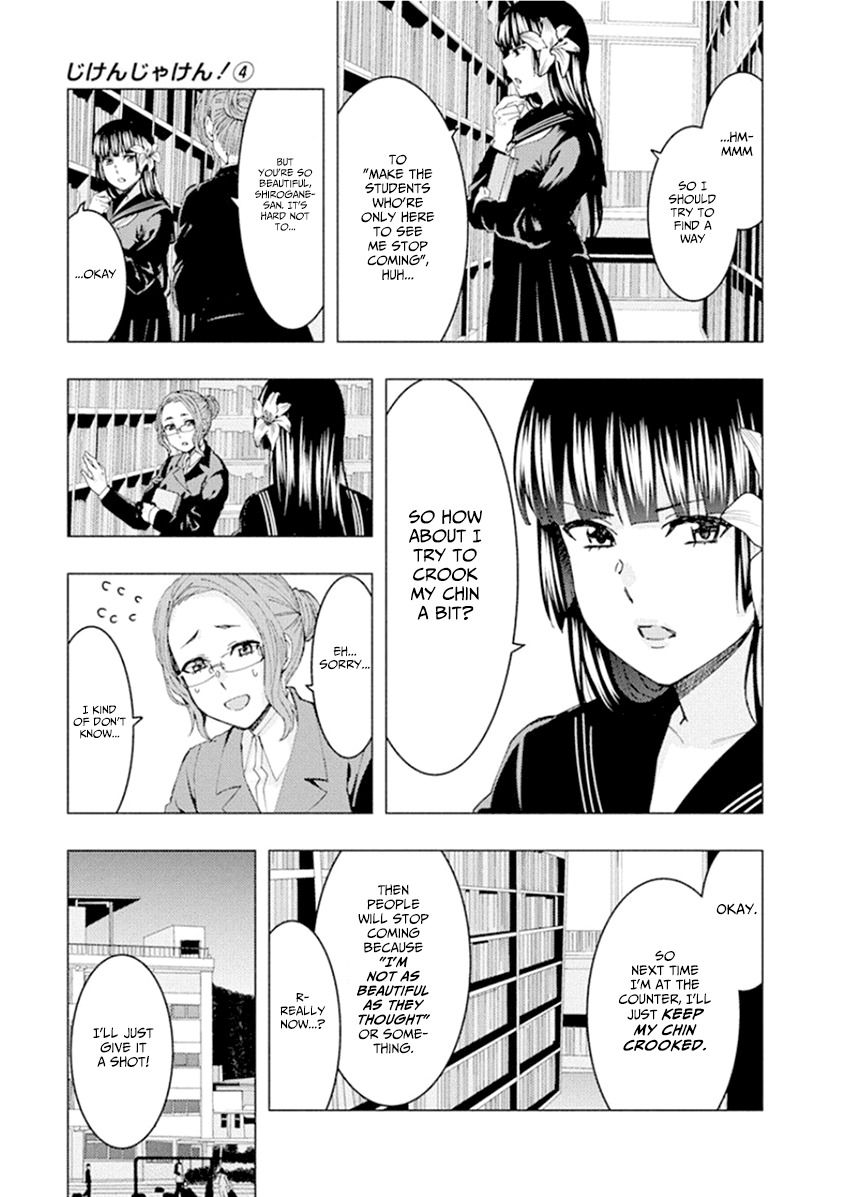 じけんじゃけん!④
...HM-
MMM
SO I
SHOULD
TRY TO
FIND A
WAY
TO
"MAKE THE
STUDENTS
WHO'RE
ONLY HERE
TO SEE
ME STOP
COMING",
HUH...
BUT
YOU'RE SO
BEAUTIFUL,
SHIROGANE-
SAN. IT'S
HARD NOT
TO...
...OKAY
SO HOW
ABOUT I
TRY TO
CROOK
MY CHIN
A BIT?
EH...
SORRY...
I KIND
OF DON'T
KNOW...
OKAY.
SO
NEXT TIME
I'M AT THE
COUNTER, I'LL
JUST KEEP
MY CHIN
CROOKED.
THEN
PEOPLE
WILL STOP
COMING
BECAUSE
"I'M
NOT AS
BEAUTIFUL
AS THEY
THOUGHT"
OR SOME-
THING.
R-
REALLY
NOW...?
I'LL JUST
GIVE IT
A SHOT!